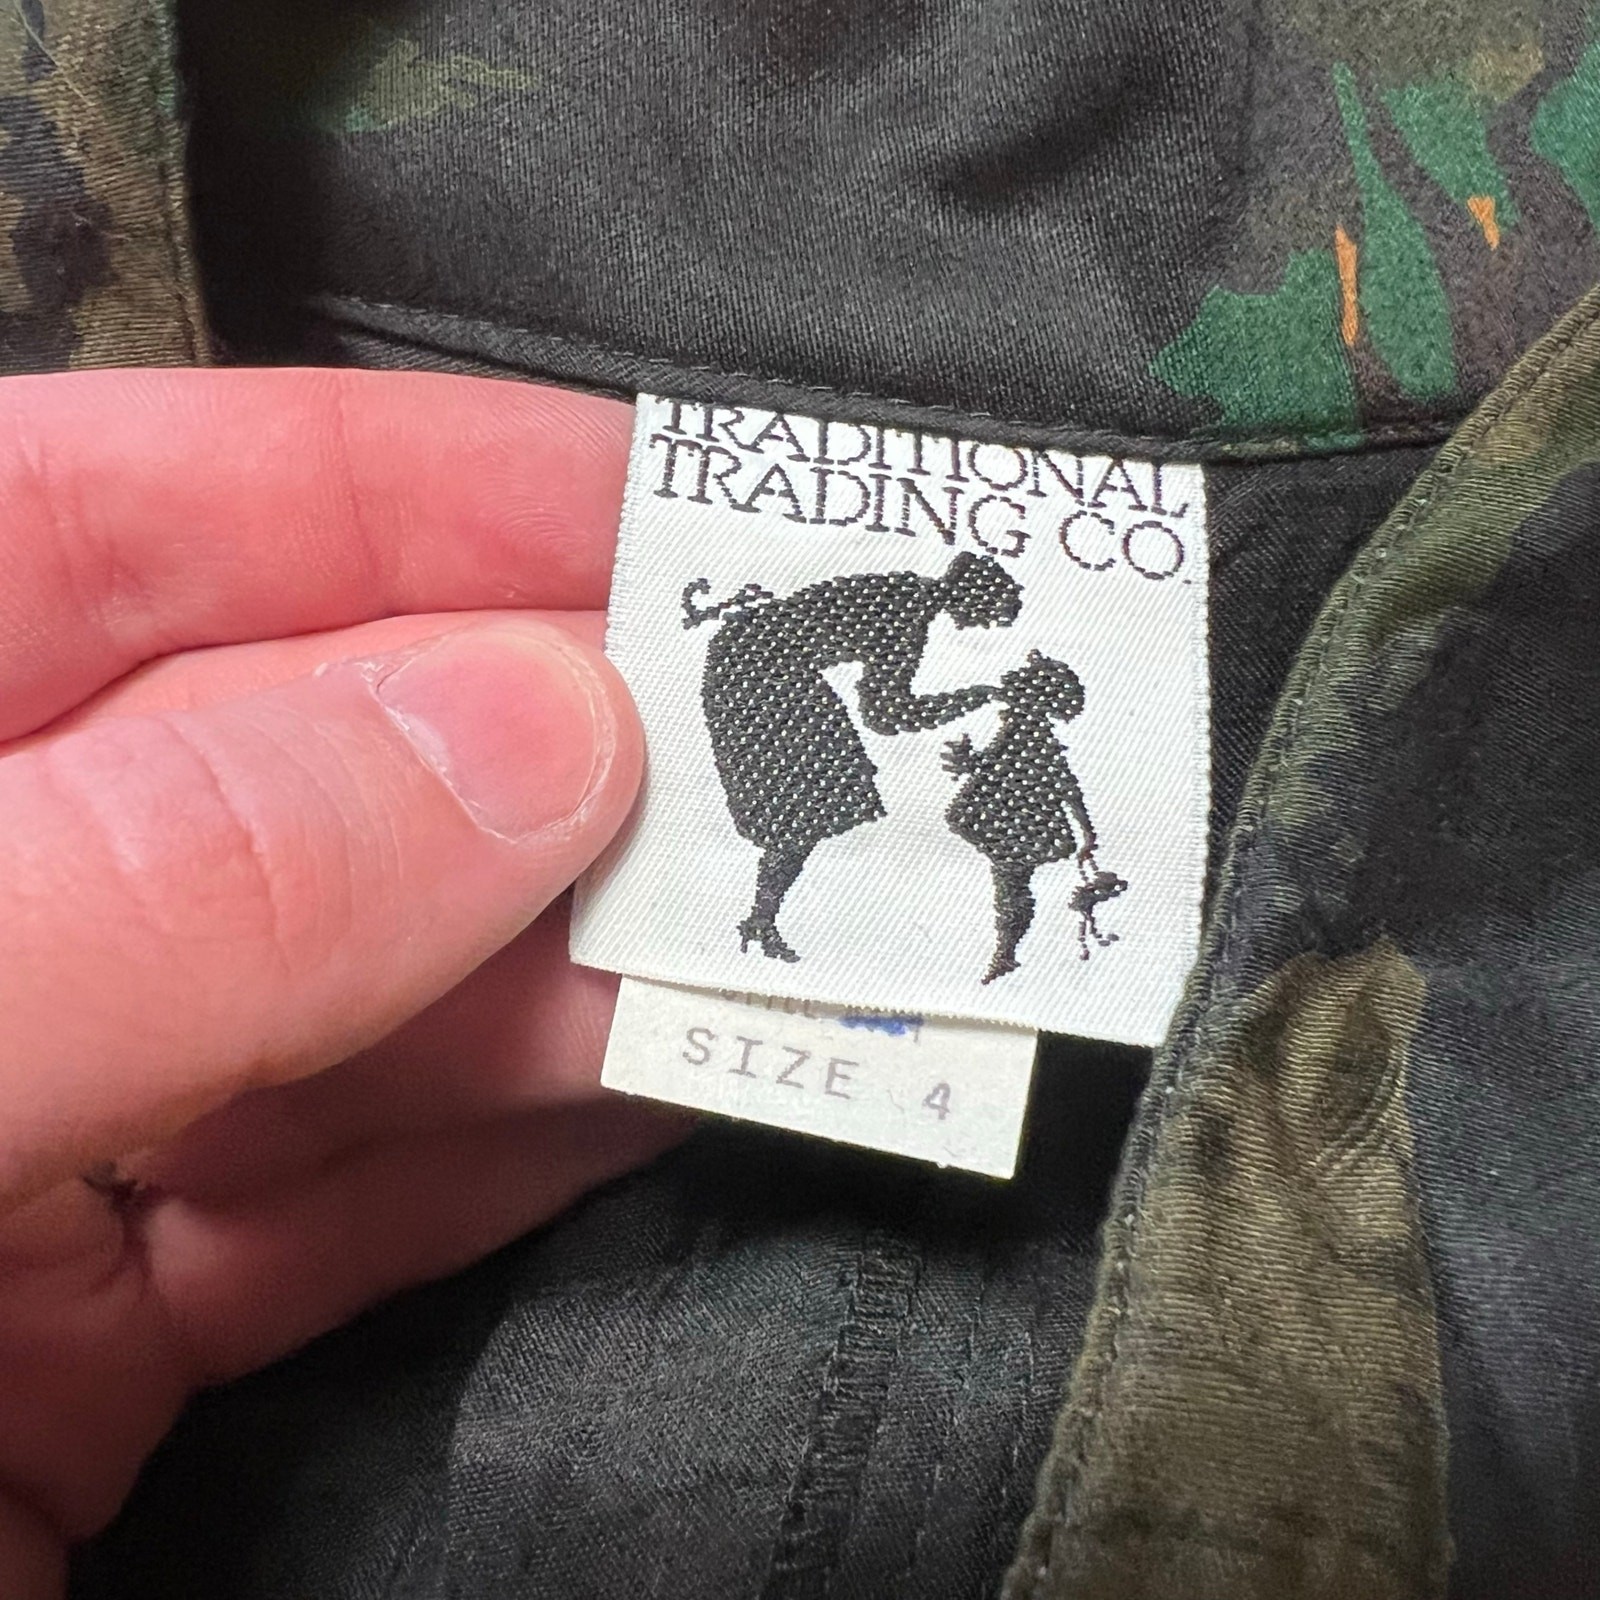 TRADITIONAL
TRADING CO.
SIZE 4